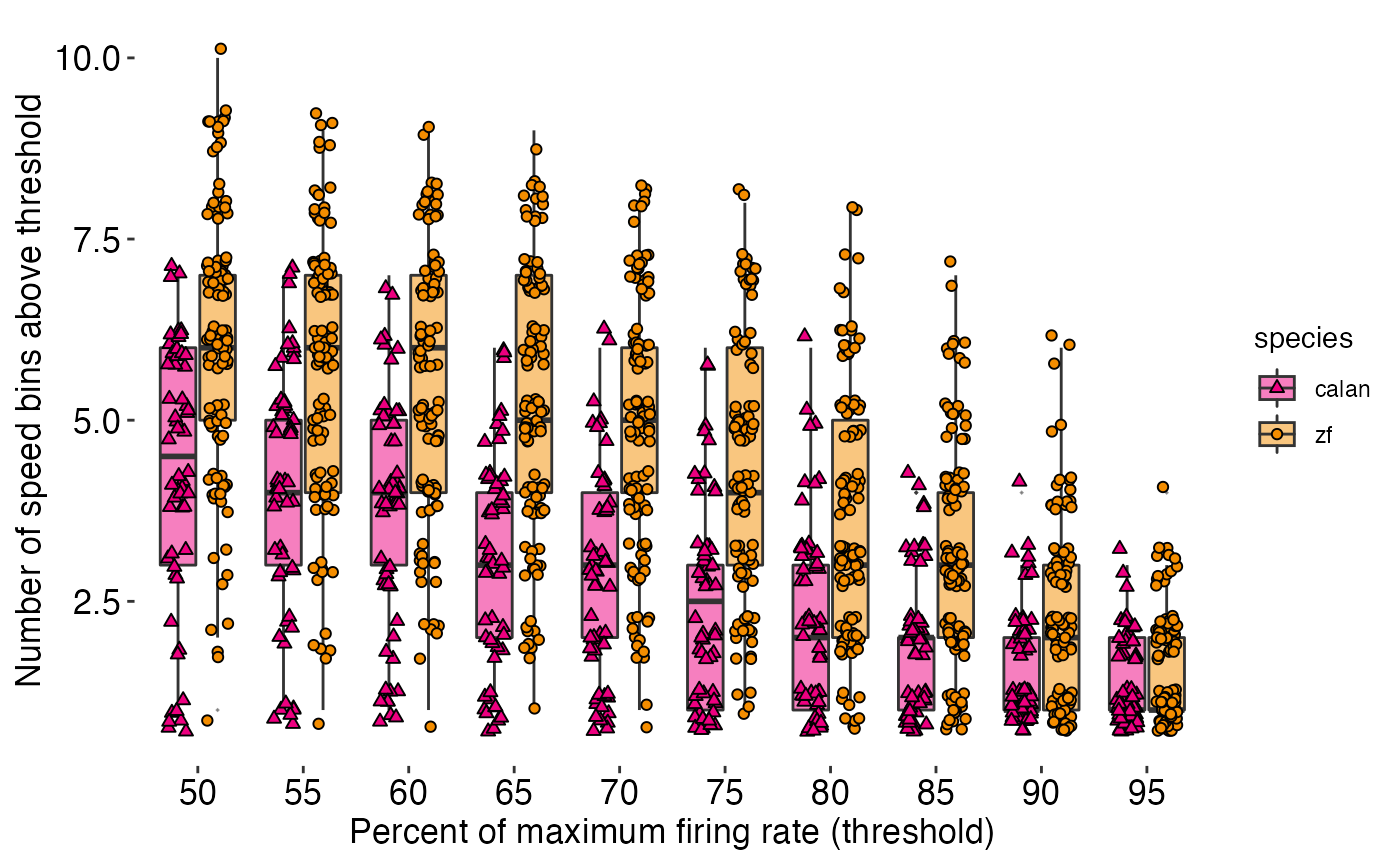 Number of speed bins above threshold
10.0
7.5
5.0
2.5
50 55 60 65 70 75 80 85 90 95
Percent of maximum firing rate (threshold)
species
calan
zf